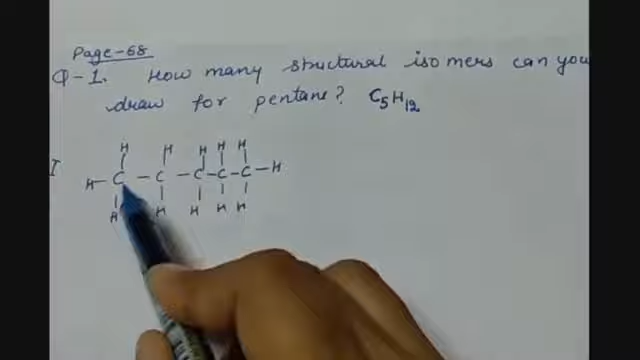 Page-68
Q-1. How many structural isomers can you
draw for pentane? C₅H₁₂
H H H H H
I H-C-C-C-C-C-H
H H H H H